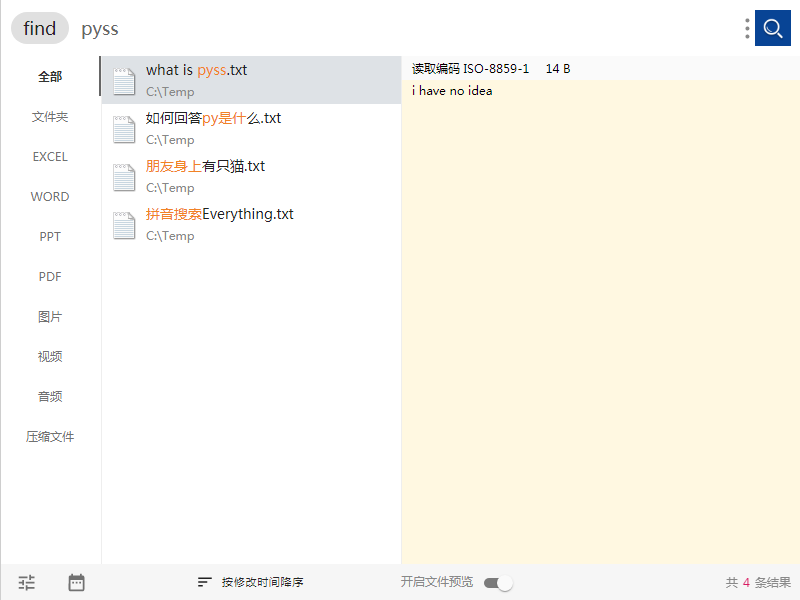 find pyss
全部
文件夹
EXCEL
WORD
PPT
PDF
图片
视频
音频
压缩文件
what is pyss.txt
C:\Temp
如何回答py是什么.txt
C:\Temp
朋友身上有只猫.txt
C:\Temp
拼音搜索Everything.txt
C:\Temp
读取编码 ISO-8859-1 14 B
i have no idea
按修改时间降序
开启文件预览
共 4 条结果